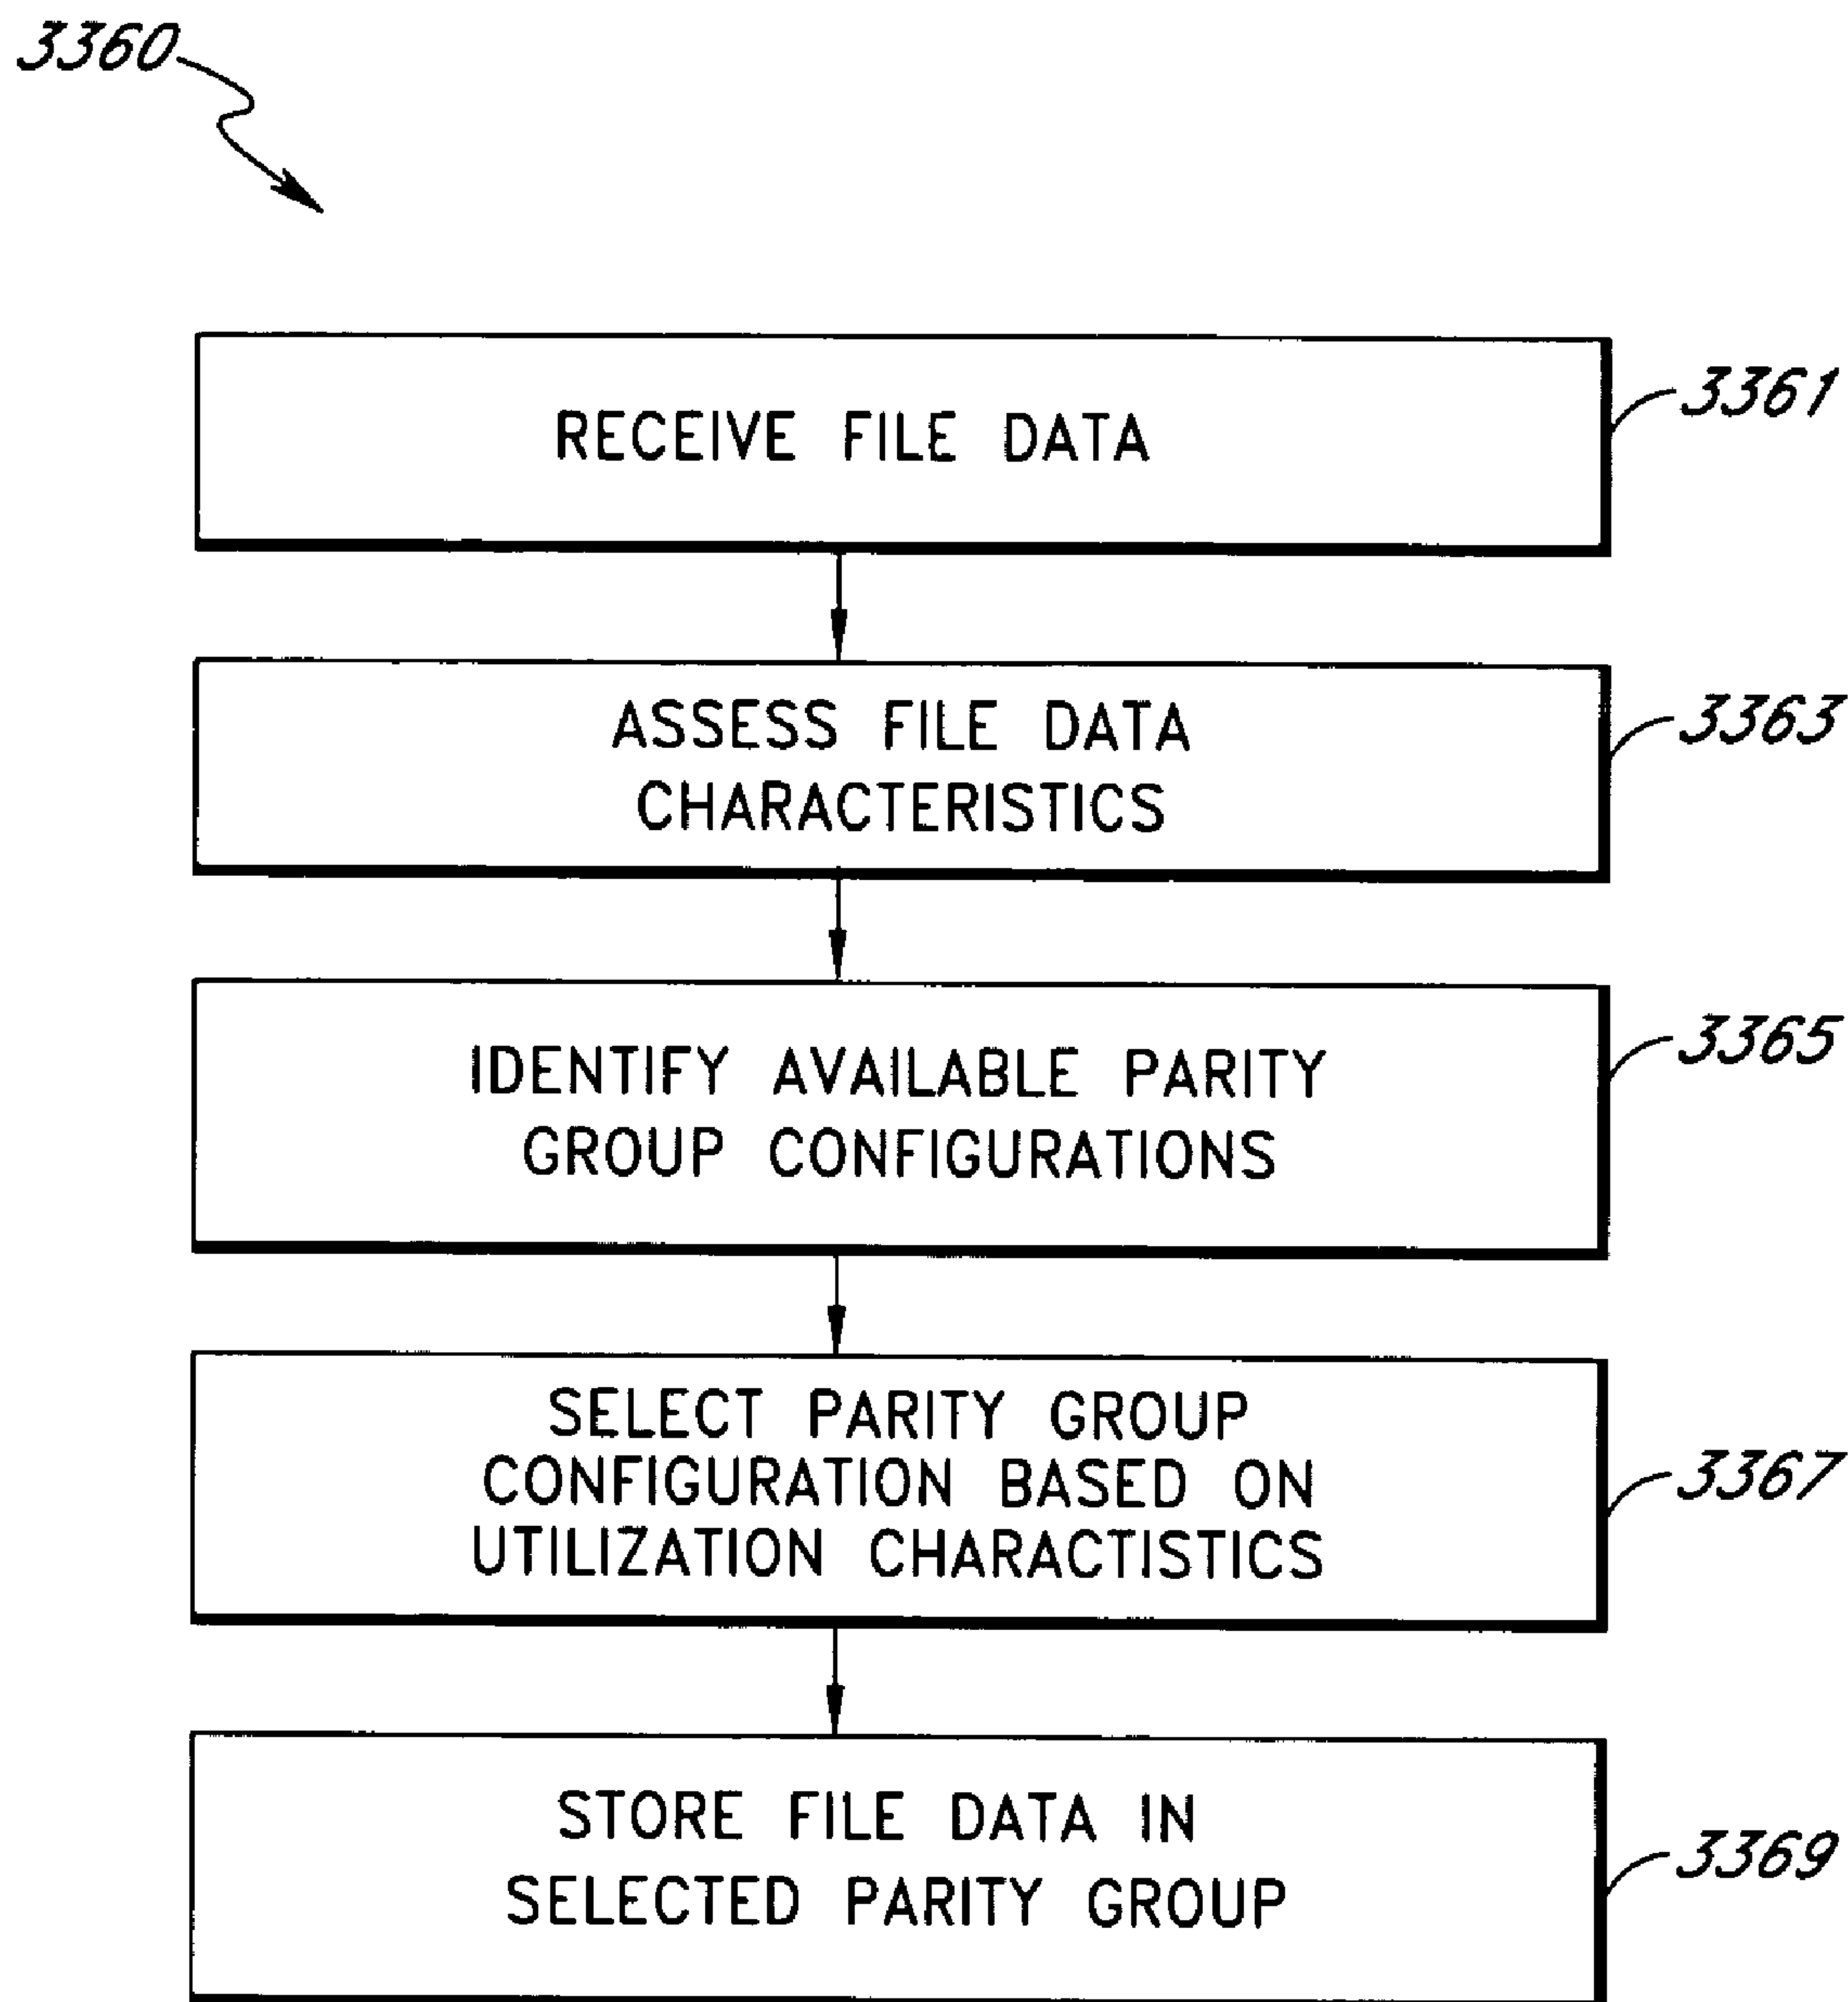 3360
RECEIVE FILE DATA
3361
ASSESS FILE DATA
CHARACTERISTICS
3363
IDENTIFY AVAILABLE PARITY
GROUP CONFIGURATIONS
3365
SELECT PARITY GROUP
CONFIGURATION BASED ON
UTILIZATION CHARACTISTICS
3367
STORE FILE DATA IN
SELECTED PARITY GROUP
3369